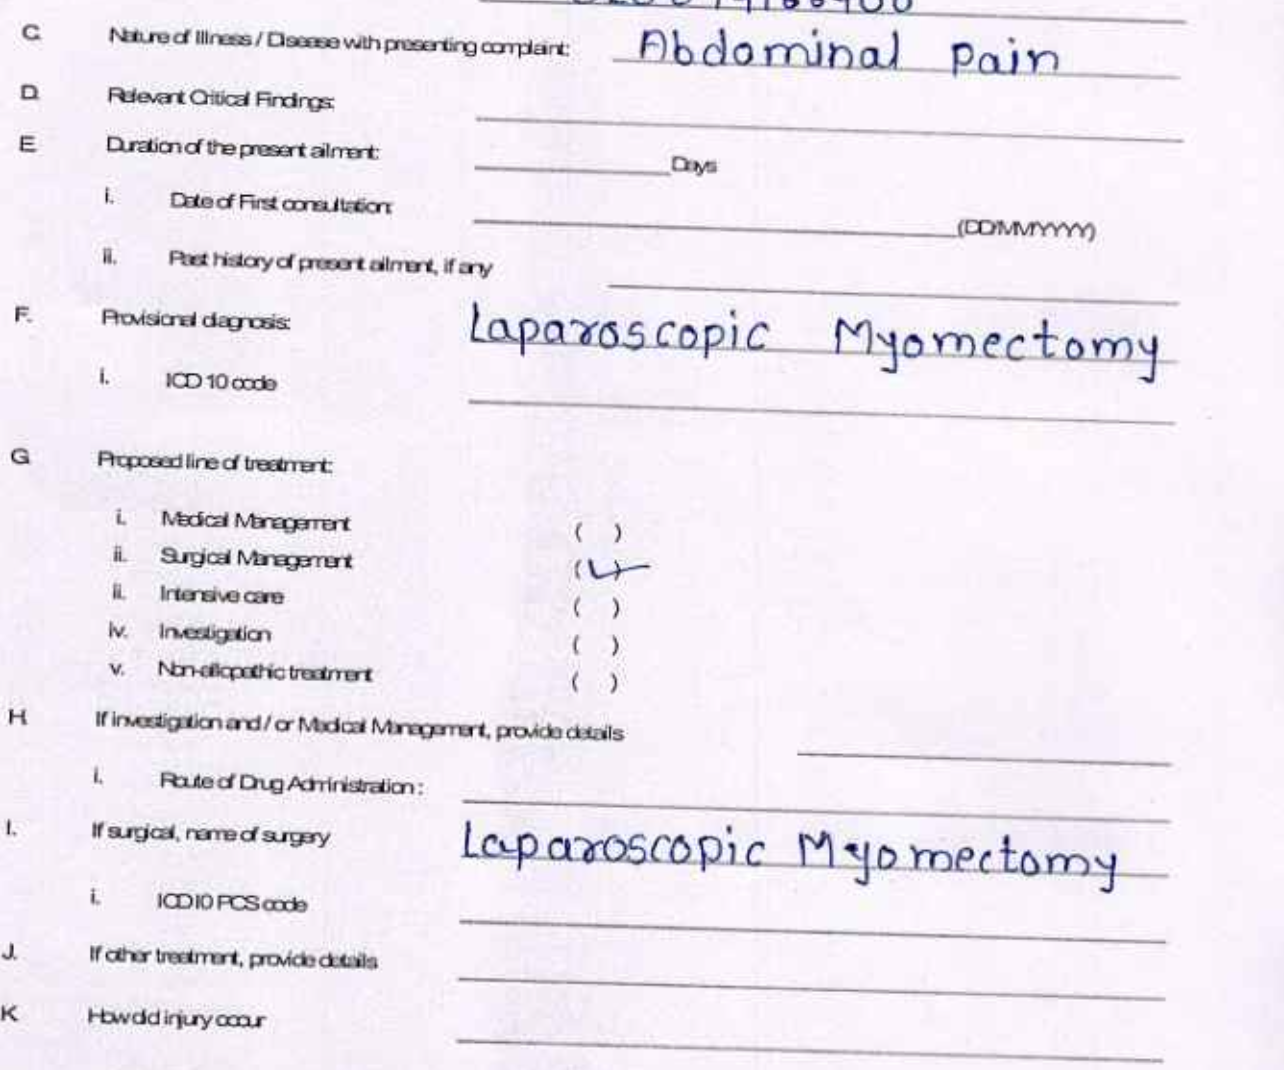 C. Nature of Illness / Disease with presenting complaint: Abdominal Pain
D. Relevant Critical Findings:
E. Duration of the present ailment: Days
i. Date of First consultation: (DD/MM/YYYY)
ii. Past history of present ailment, if any
F. Provisional diagnosis: Laparoscopic Myomectomy
i. ICD 10 code
G. Proposed line of treatment:
i. Medical Management ( )
ii. Surgical Management (✓)
ii. Intensive care ( )
iv. Investigation ( )
v. Non-allopathic treatment ( )
H. If investigation and / or Medical Management, provide details
i. Route of Drug Administration :
I. If surgical, name of surgery Laparoscopic Myomectomy
i. ICD10 PCS code
J. If other treatment, provide details
K. How did injury occur